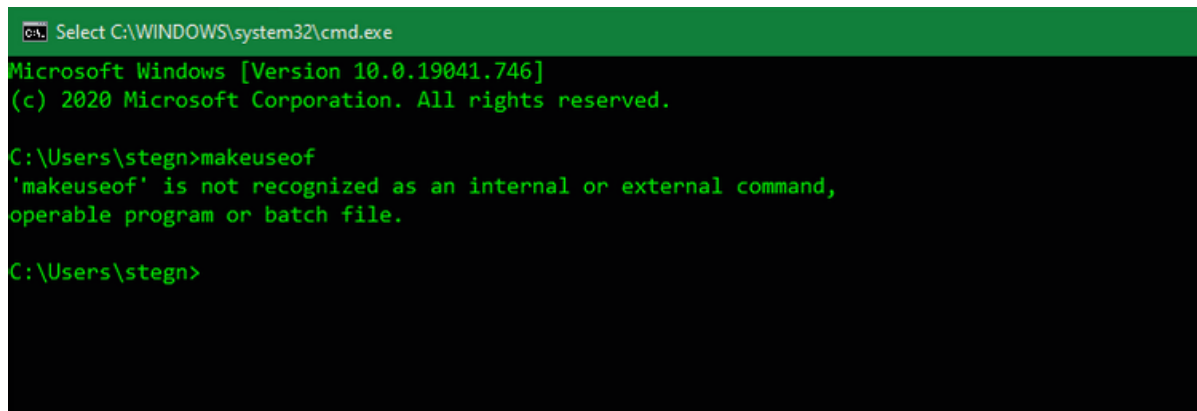 Select C:\WINDOWS\system32\cmd.exe
Microsoft Windows [Version 10.0.19041.746]
(c) 2020 Microsoft Corporation. All rights reserved.
C:\Users\stegn>makeuseof
'makeuseof' is not recognized as an internal or external command,
operable program or batch file.
C:\Users\stegn>